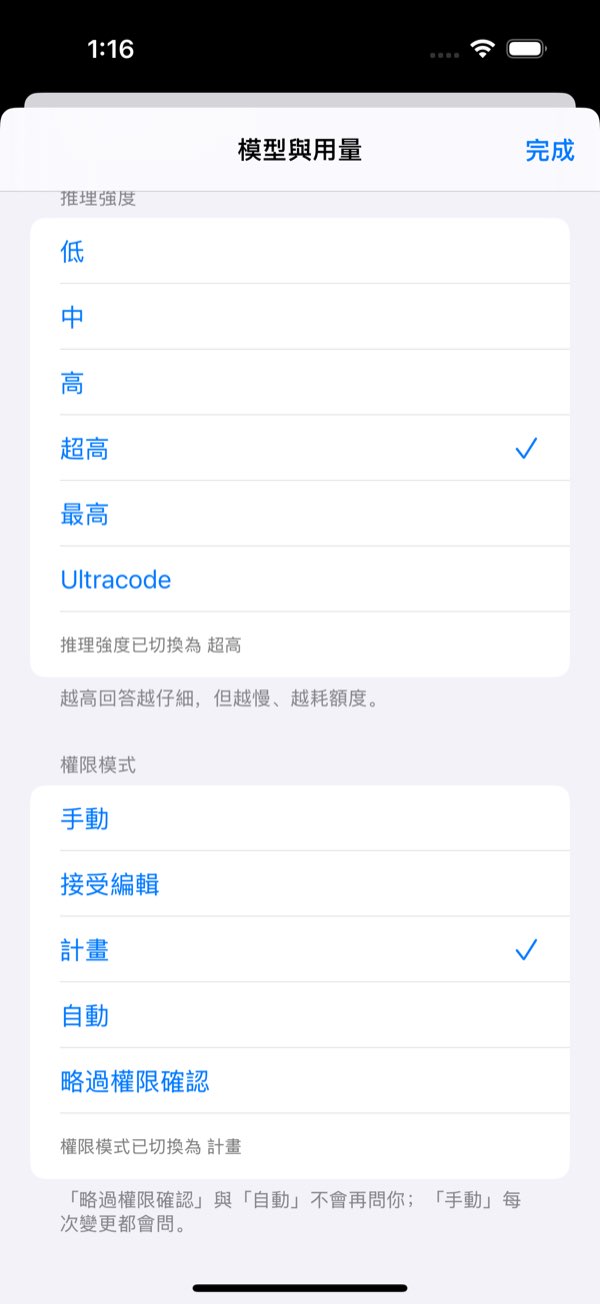 1:16
模型與用量
完成
推理強度
低
中
高
超高
最高
Ultracode
推理強度已切換為 超高
越高回答越仔細，但越慢、越耗額度。
權限模式
手動
接受編輯
計畫
自動
略過權限確認
權限模式已切換為 計畫
「略過權限確認」與「自動」不會再問你；「手動」每
次變更都會問。